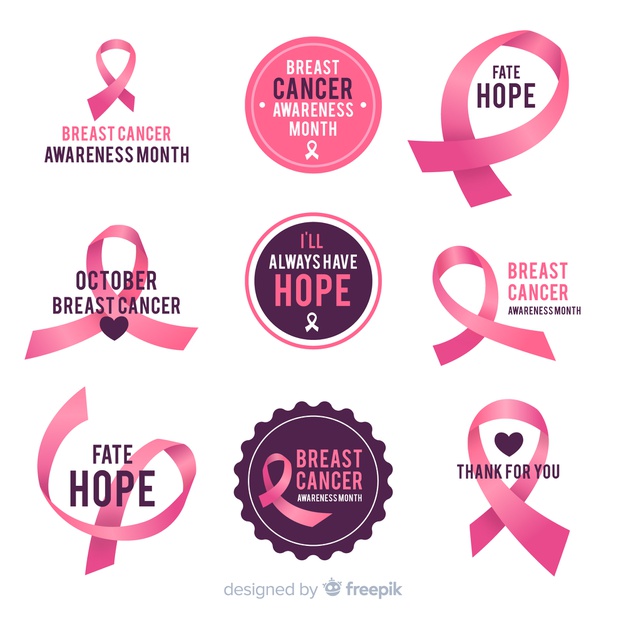 BREAST CANCER
AWARENESS MONTH
BREAST
CANCER
AWARENESS
MONTH
FATE
HOPE
OCTOBER
BREAST CANCER
I'LL
ALWAYS HAVE
HOPE
BREAST
CANCER
AWARENESS MONTH
FATE
HOPE
BREAST
CANCER
AWARENESS MONTH
THANK FOR YOU
designed by freepik